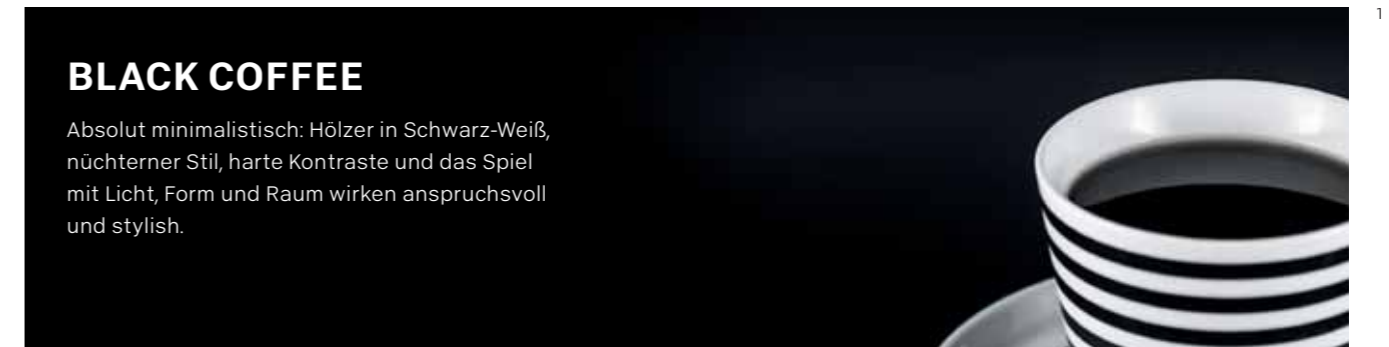 BLACK COFFEE
Absolut minimalistisch: Hölzer in Schwarz-Weiß,
nüchterner Stil, harte Kontraste und das Spiel
mit Licht, Form und Raum wirken anspruchsvoll
und stylish.
1